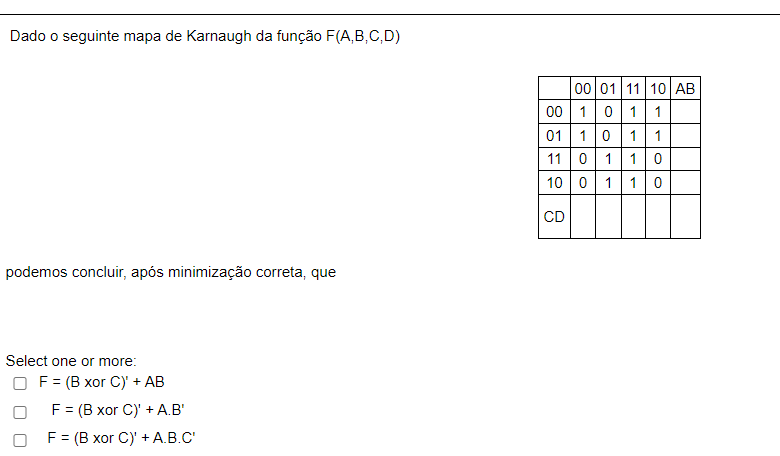 Dado o seguinte mapa de Karnaugh da função F(A,B,C,D)
00 01 11 10 AB
00 1 0 1 1
01 1 0 1 1
11 0 1 1 0
10 0 1 1 0
CD
podemos concluir, após minimização correta, que
Select one or more:
F = (B xor C)' + AB
F = (B xor C)' + A.B'
F = (B xor C)' + A.B.C'